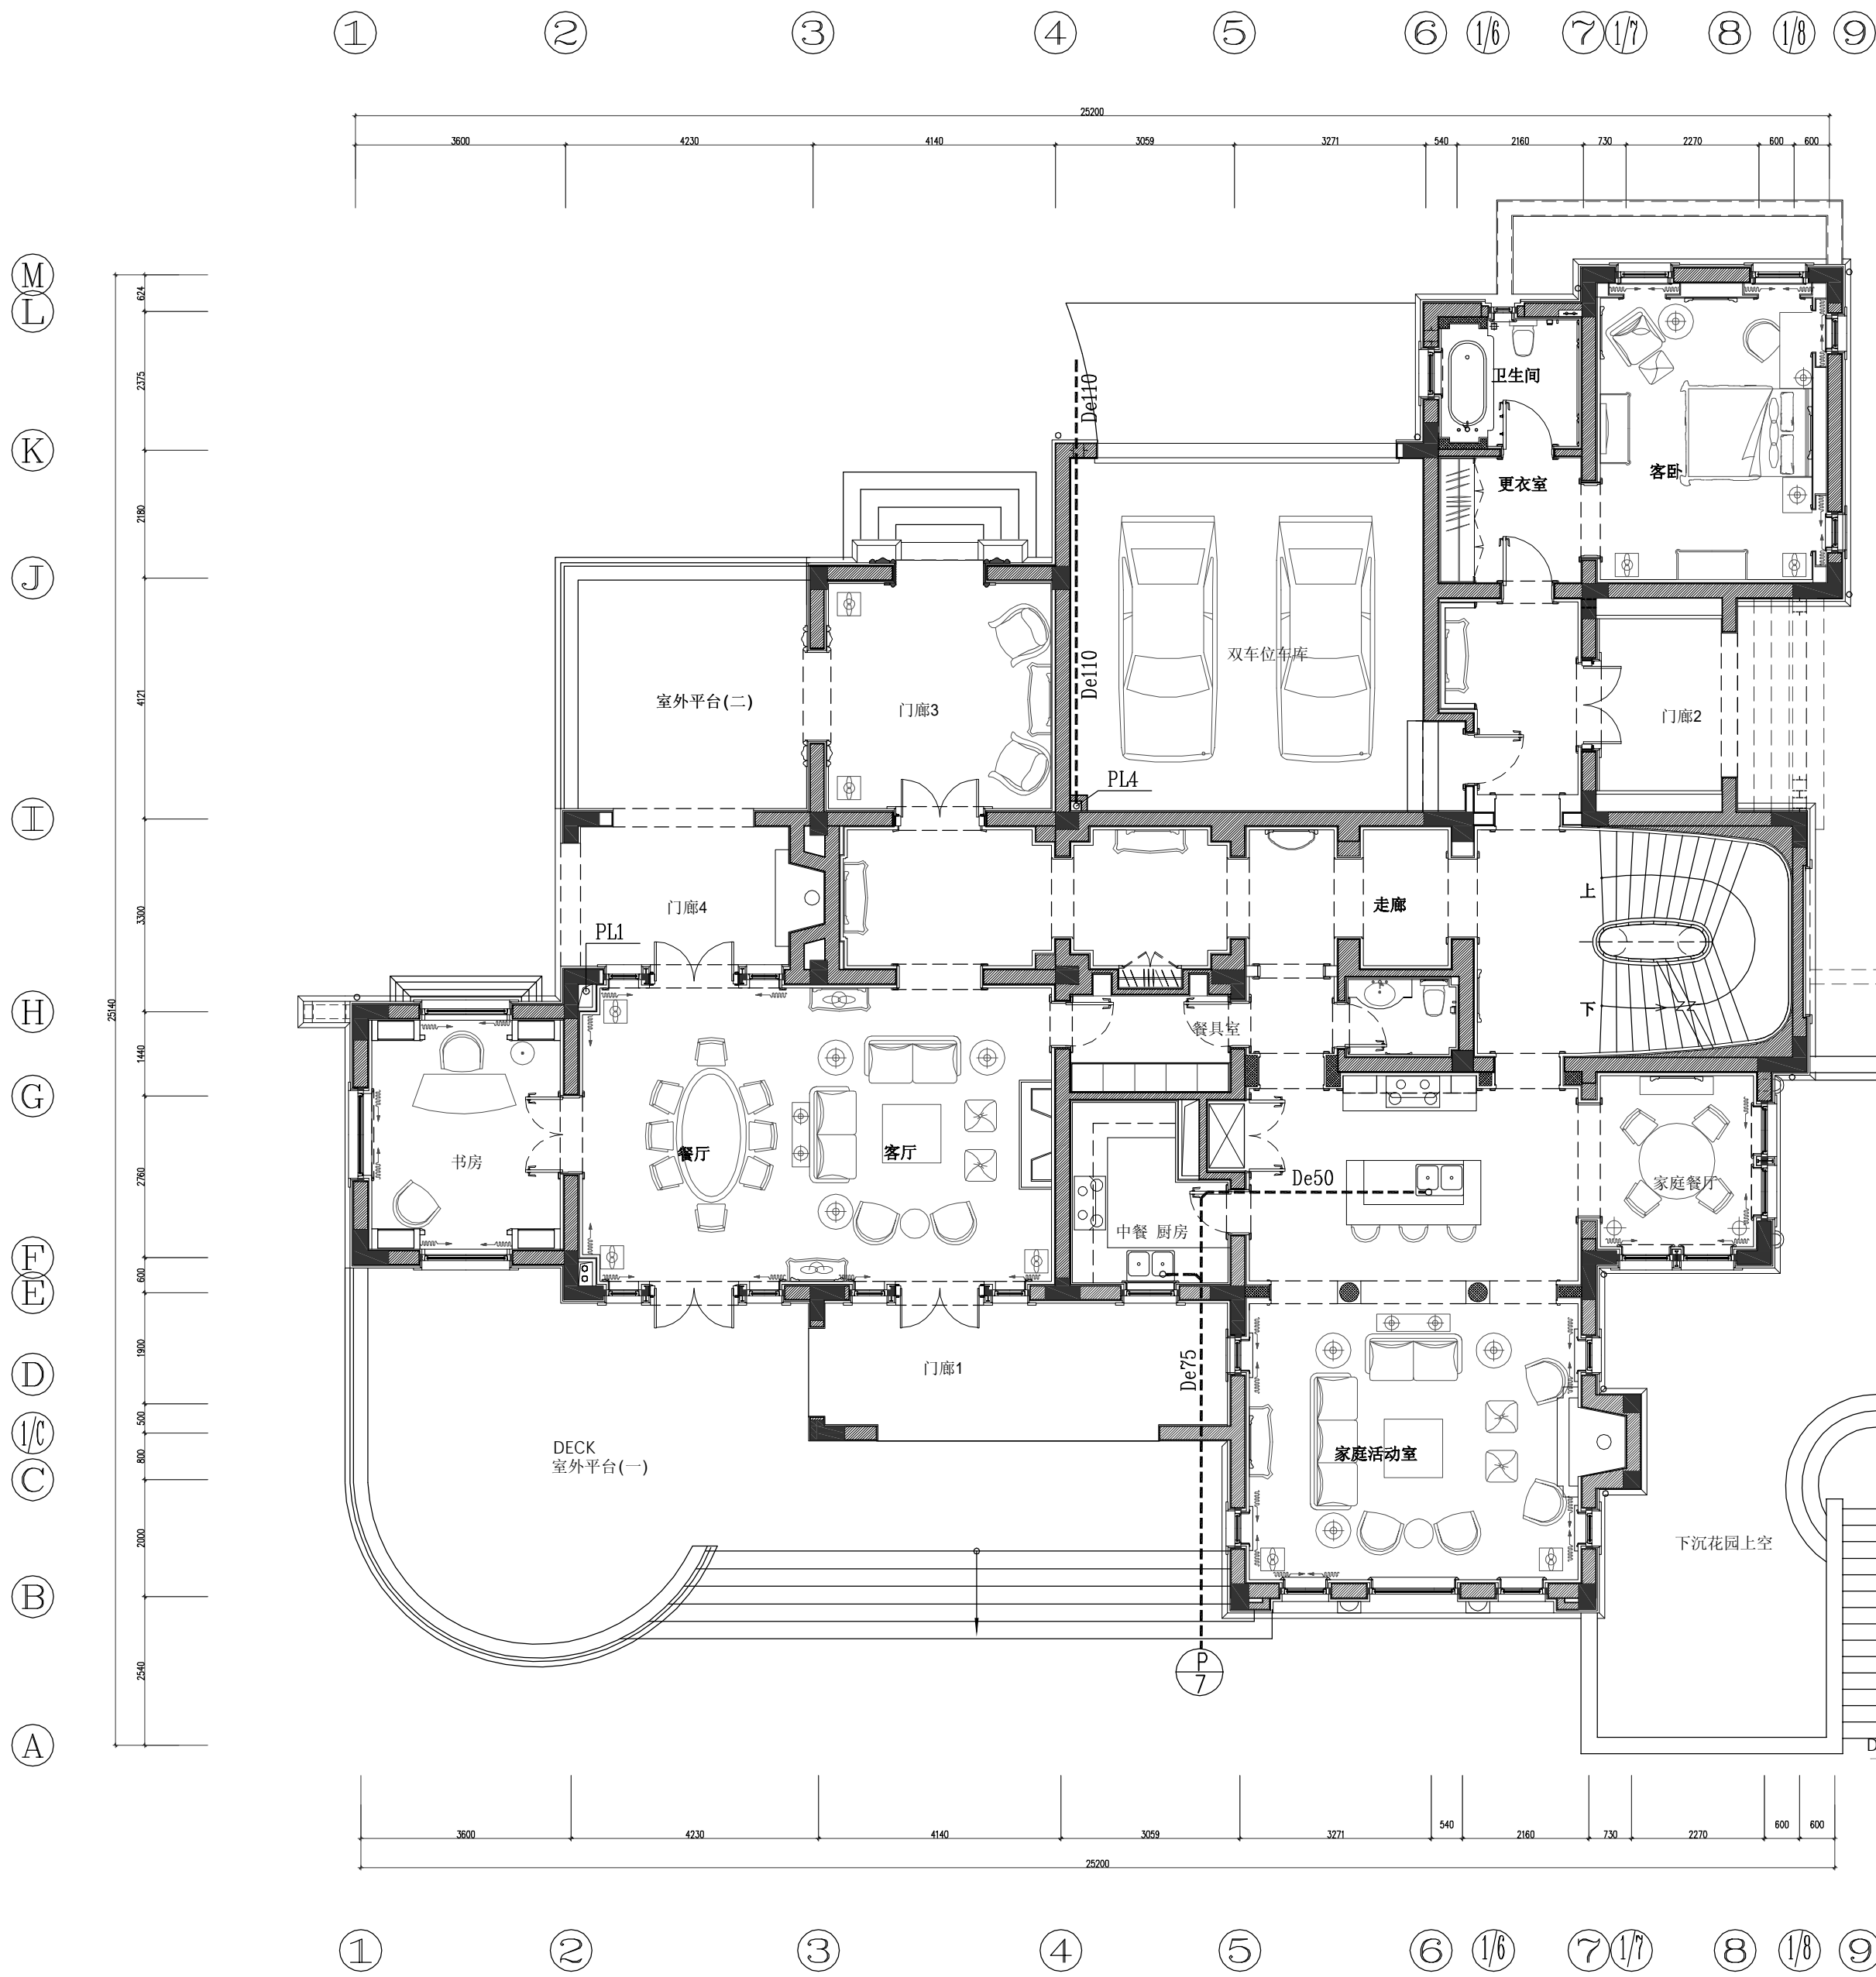 1 2 3 4 5 6 1/6 7 1/7 8 1/8 9
25200
3600 4230 4140 3059 3271 540 2160 730 2270 600 600
M
L
K
J
I
H
G
F
E
D
1/C
C
B
A
25140
624
2375
2180
4121
3300
1440
2760
600
1900
500
800
2000
2540
De110
卫生间
客卧
更衣室
De110
双车位车库
室外平台(二)
门廊3
门廊2
PL4
门廊4
走廊
上
PL1
下
餐具室
书房
餐厅
客厅
De50
家庭餐厅
中餐 厨房
De75
门廊1
DECK
室外平台(一)
家庭活动室
下沉花园上空
P
7
D
3600 4230 4140 3059 3271 540 2160 730 2270 600 600
25200
1 2 3 4 5 6 1/6 7 1/7 8 1/8 9